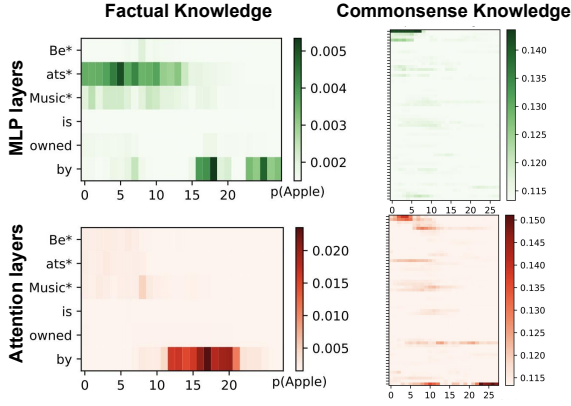 Factual Knowledge
Commonsense Knowledge
MLP layers
Be*
ats*
Music*
is
owned
by
0 5 10 15 20
p(Apple)
0.005
0.004
0.003
0.002
0 5 10 15 20 25
0.140
0.135
0.130
0.125
0.120
0.115
Attention layers
Be*
ats*
Music*
is
owned
by
0 5 10 15 20
p(Apple)
0.020
0.015
0.010
0.005
0 5 10 15 20 25
0.150
0.145
0.140
0.135
0.130
0.125
0.120
0.115